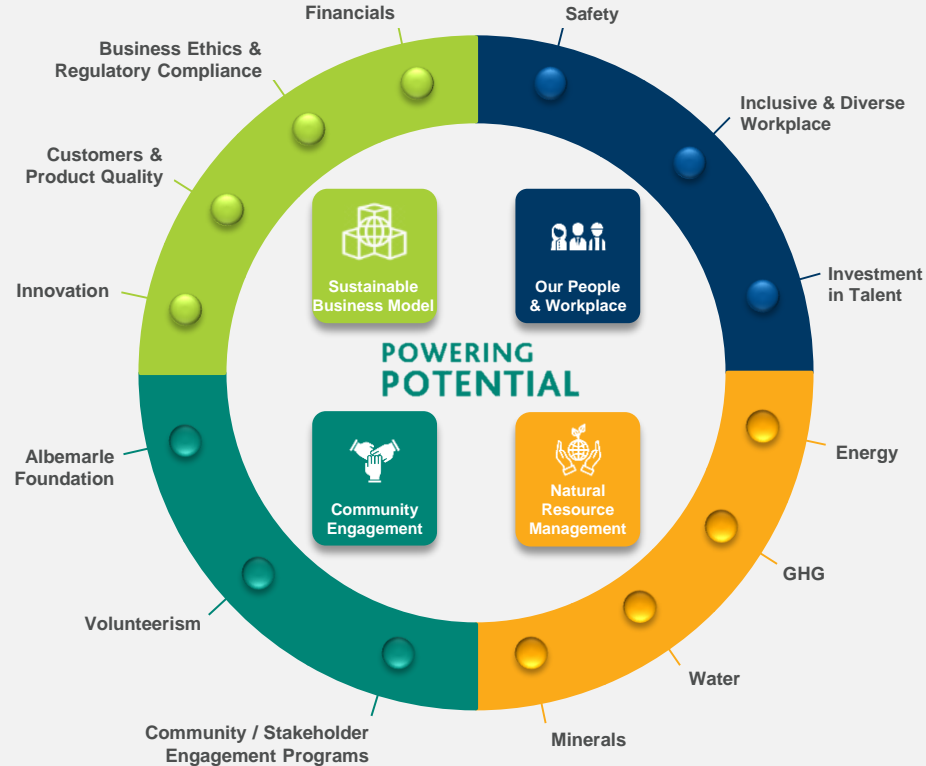 Financials
Safety
Business Ethics &
Regulatory Compliance
Inclusive & Diverse
Workplace
Customers &
Product Quality
Innovation
Investment
in Talent
Sustainable
Business Model
Our People
& Workplace
POWERING
POTENTIAL
Community
Engagement
Natural
Resource
Management
Albemarle
Foundation
Energy
GHG
Volunteerism
Water
Community / Stakeholder
Engagement Programs
Minerals